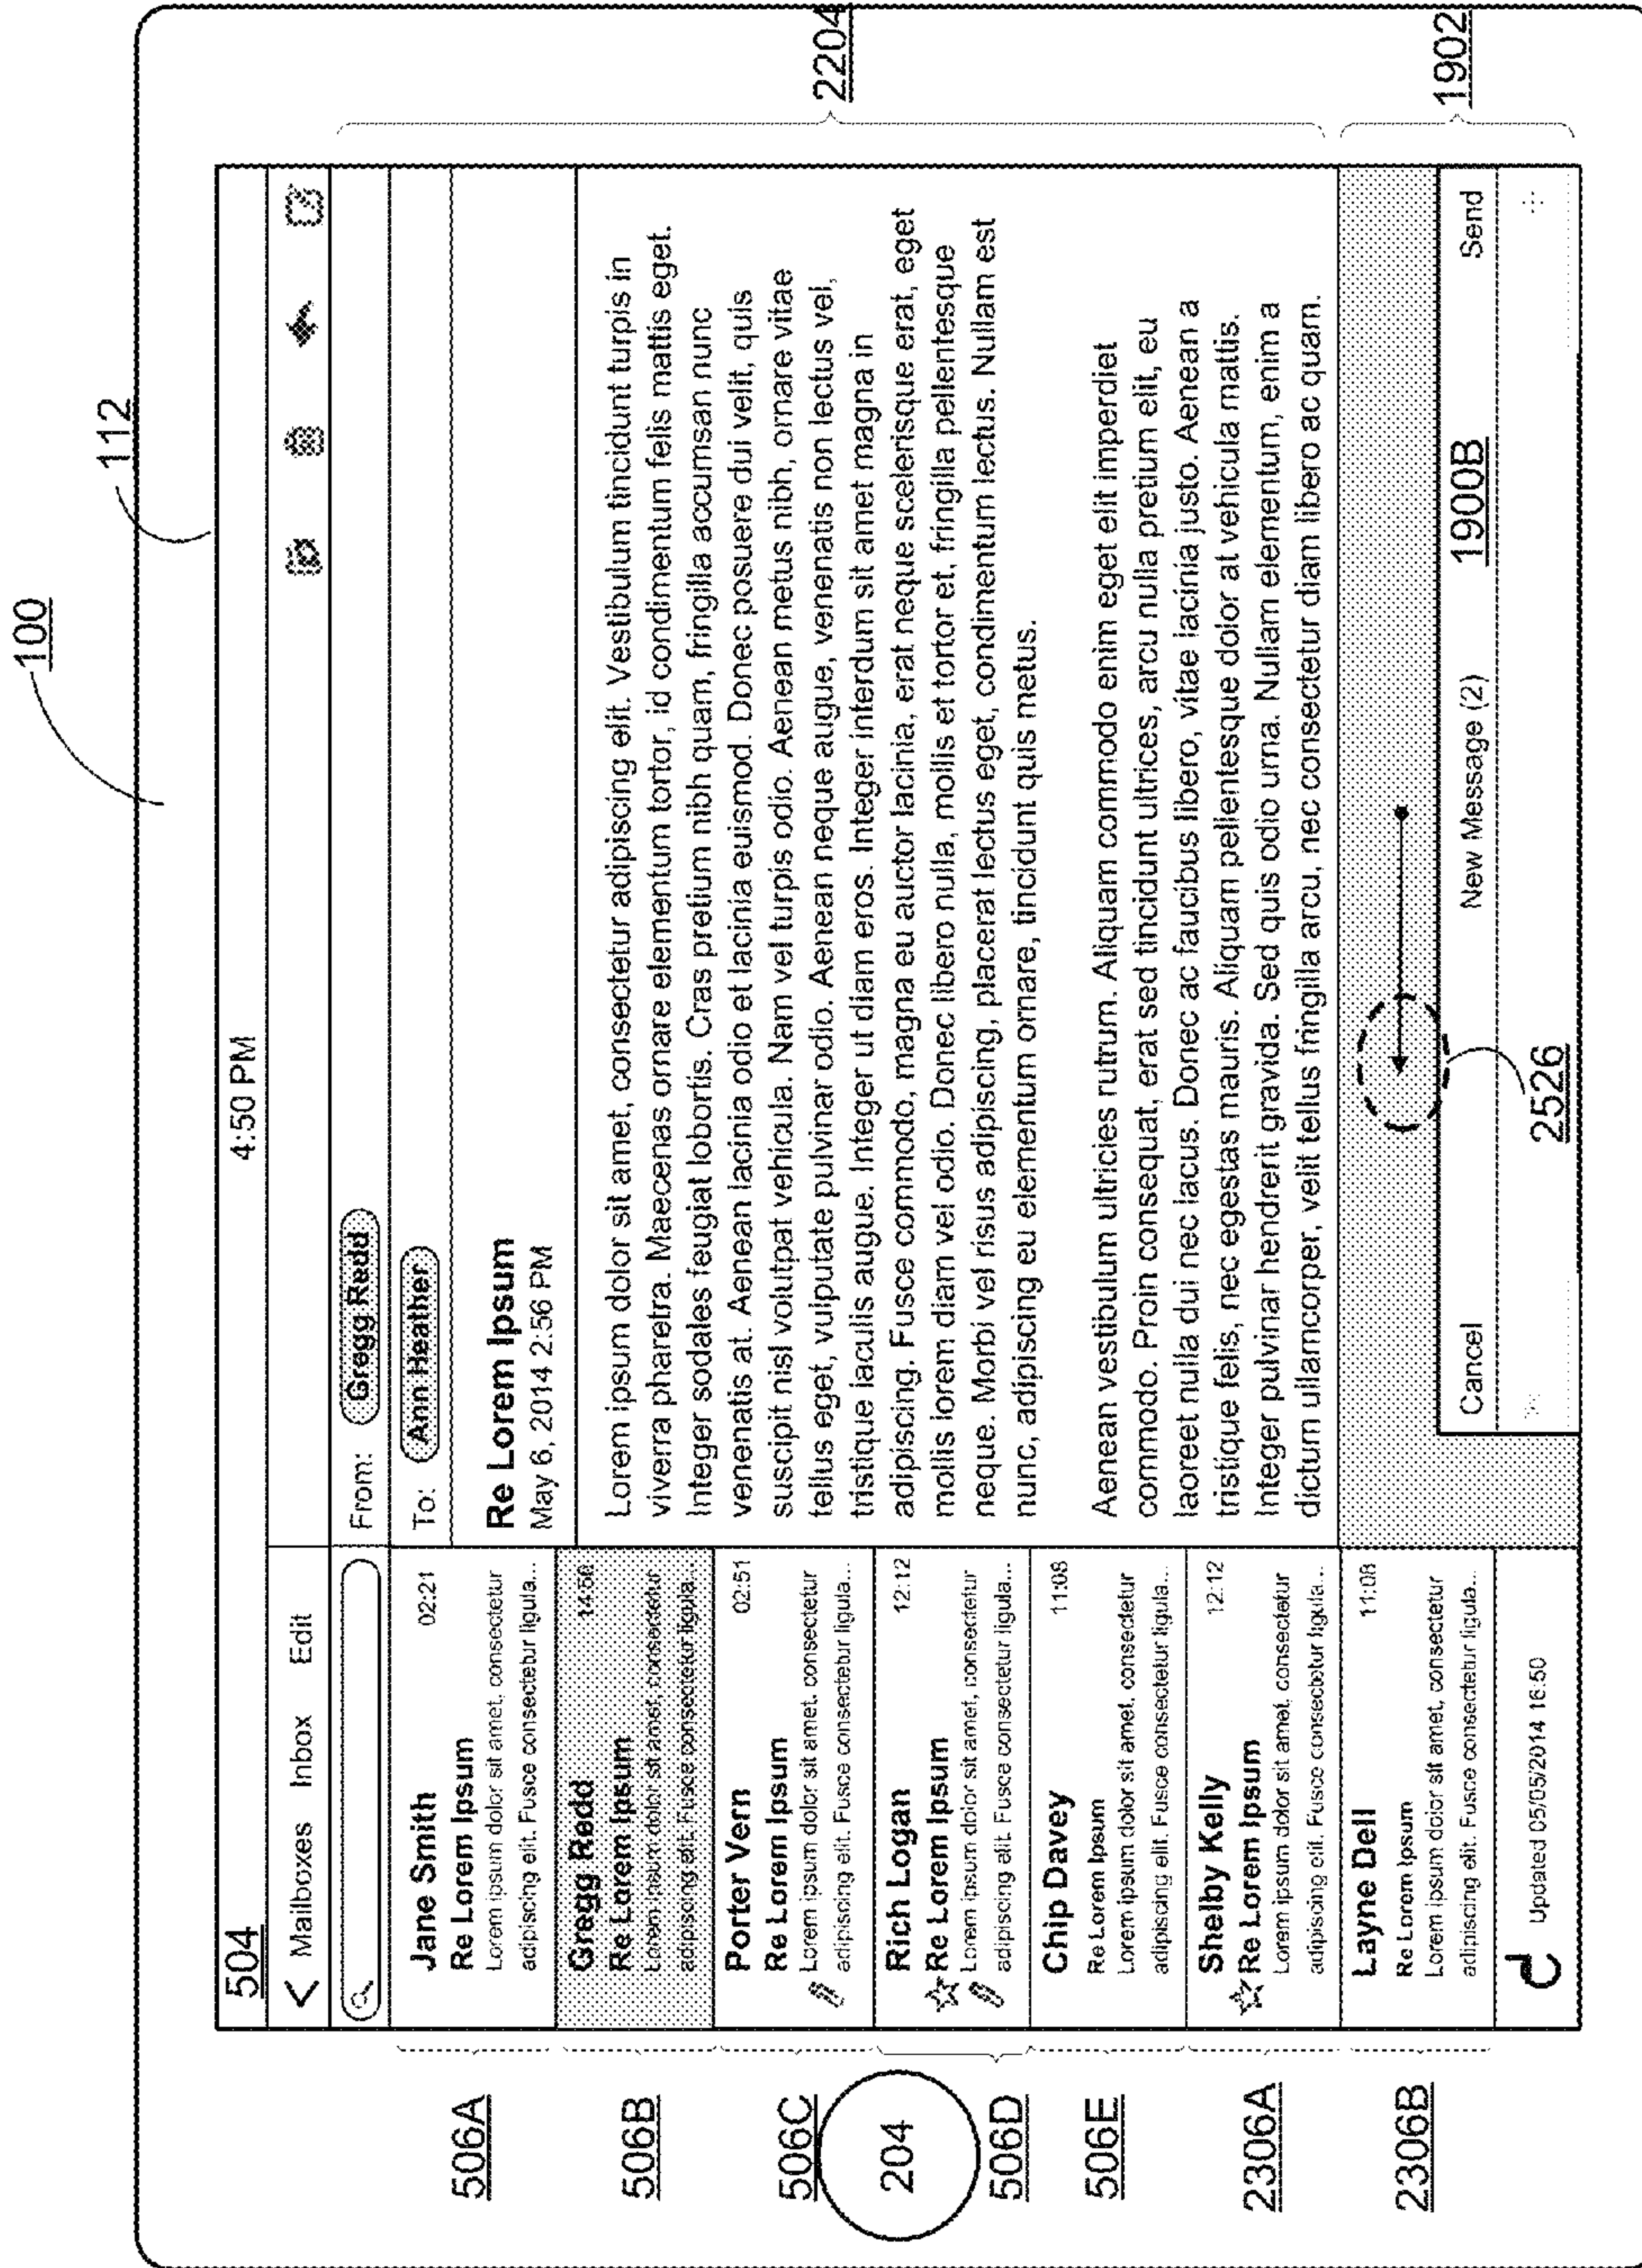 100
112
504
4:50 PM
Mailboxes Inbox Edit
From: Gregg Redd
To: Ann Heather
Re Lorem Ipsum
May 6, 2014 2:56 PM
Lorem ipsum dolor sit amet, consectetur adipiscing elit. Vestibulum tincidunt turpis in
viverra pharetra. Maecenas ornare elementum tortor, id condimentum felis mattis eget.
Integer sodales feugiat lobortis. Cras pretium nibh quam, fringilla accumsan nunc
venenatis at. Aenean lacinia odio et lacinia euismod. Donec posuere dui velit, quis
suscipit nisl volutpat vehicula. Nam vel turpis odio. Aenean metus nibh, ornare vitae
tellus eget, vulputate pulvinar odio. Aenean neque augue, venenatis non lectus vel,
tristique iaculis augue. Integer ut diam eros. Integer interdum sit amet magna in
adipiscing. Fusce commodo, magna eu auctor lacinia, erat neque scelerisque erat, eget
mollis lorem diam vel odio. Donec libero nulla, mollis et tortor et, fringilla pellentesque
neque. Morbi vel risus adipiscing, placerat lectus eget, condimentum lectus. Nullam est
nunc, adipiscing eu elementum ornare, tincidunt quis metus.
Aenean vestibulum ultricies rutrum. Aliquam commodo enim eget elit imperdiet
commodo. Proin consequat, erat sed tincidunt ultrices, arcu nulla pretium elit, eu
laoreet nulla dui nec lacus. Donec ac faucibus libero, vitae lacinia justo. Aenean a
tristique felis, nec egestas mauris. Aliquam pellentesque dolor at vehicula mattis.
Integer pulvinar hendrerit gravida. Sed quis odio urna. Nullam elementum, enim a
dictum ullamcorper, velit tellus fringilla arcu, nec consectetur diam libero ac quam.
2204
1902
Cancel New Message (2) 1900B Send
2526
506A
Jane Smith 02:21
Re Lorem Ipsum
Lorem ipsum dolor sit amet, consectetur
adipiscing elit. Fusce consectetur ligula...
506B
Gregg Redd 14:50
Re Lorem Ipsum
Lorem ipsum dolor sit amet, consectetur
adipiscing elit. Fusce consectetur ligula...
506C
Porter Vern 02:51
Re Lorem Ipsum
Lorem ipsum dolor sit amet, consectetur
adipiscing elit. Fusce consectetur ligula...
204
506D
Rich Logan 12:12
Re Lorem Ipsum
Lorem ipsum dolor sit amet, consectetur
adipiscing elit. Fusce consectetur ligula...
506E
Chip Davey 11:08
Re Lorem Ipsum
Lorem ipsum dolor sit amet, consectetur
adipiscing elit. Fusce consectetur ligula...
2306A
Shelby Kelly 12:12
Re Lorem Ipsum
Lorem ipsum dolor sit amet, consectetur
adipiscing elit. Fusce consectetur ligula...
2306B
Layne Dell 11:08
Re Lorem Ipsum
Lorem ipsum dolor sit amet, consectetur
adipiscing elit. Fusce consectetur ligula...
Updated 05/05/2014 16:50